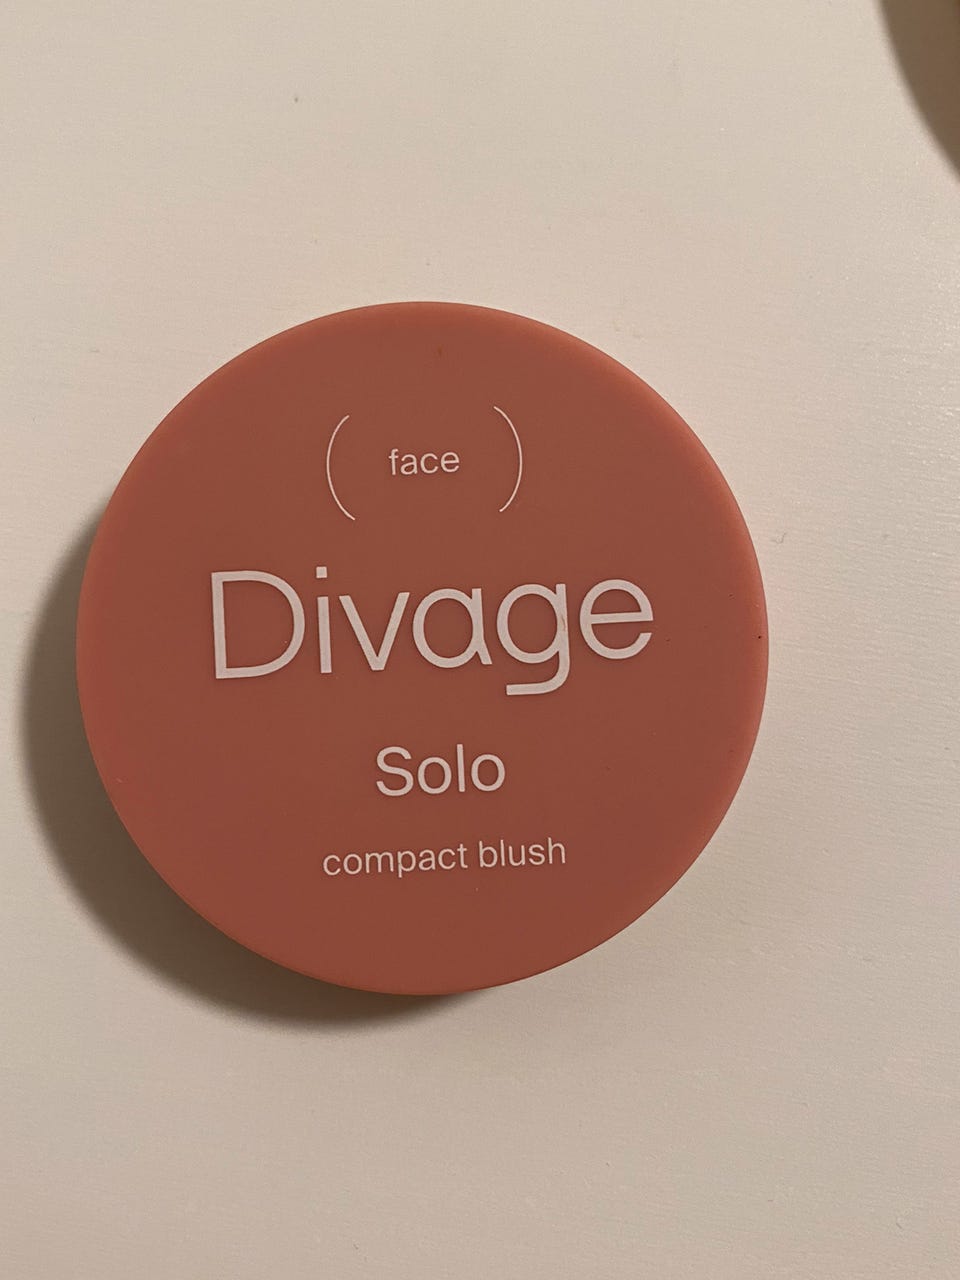 ( face )
Divage
Solo
compact blush